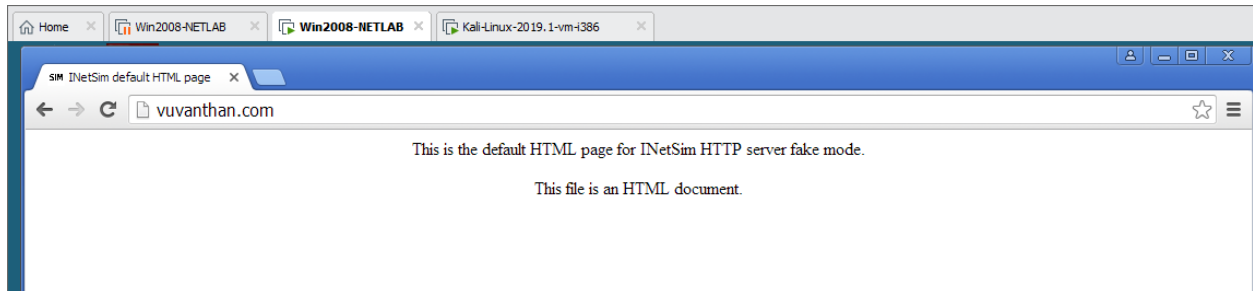 Home Win2008-NETLAB Win2008-NETLAB Kali-Linux-2019.1-vm-i386
SIM INetSim default HTML page
vuvanthan.com
This is the default HTML page for INetSim HTTP server fake mode.
This file is an HTML document.